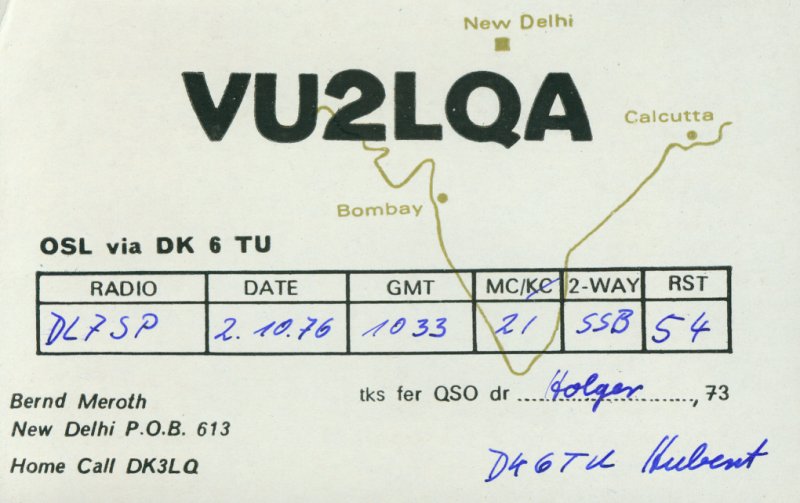 New Delhi
VU2LQA
Calcutta
Bombay
QSL via DK 6 TU
RADIO DATE GMT MC/KC 2-WAY RST
DL7SP 2.10.76 1033 21 SSB 54
tks fer QSO dr Holger, 73
Bernd Meroth
New Delhi P.O.B. 613
Home Call DK3LQ
DK6TU Hubert